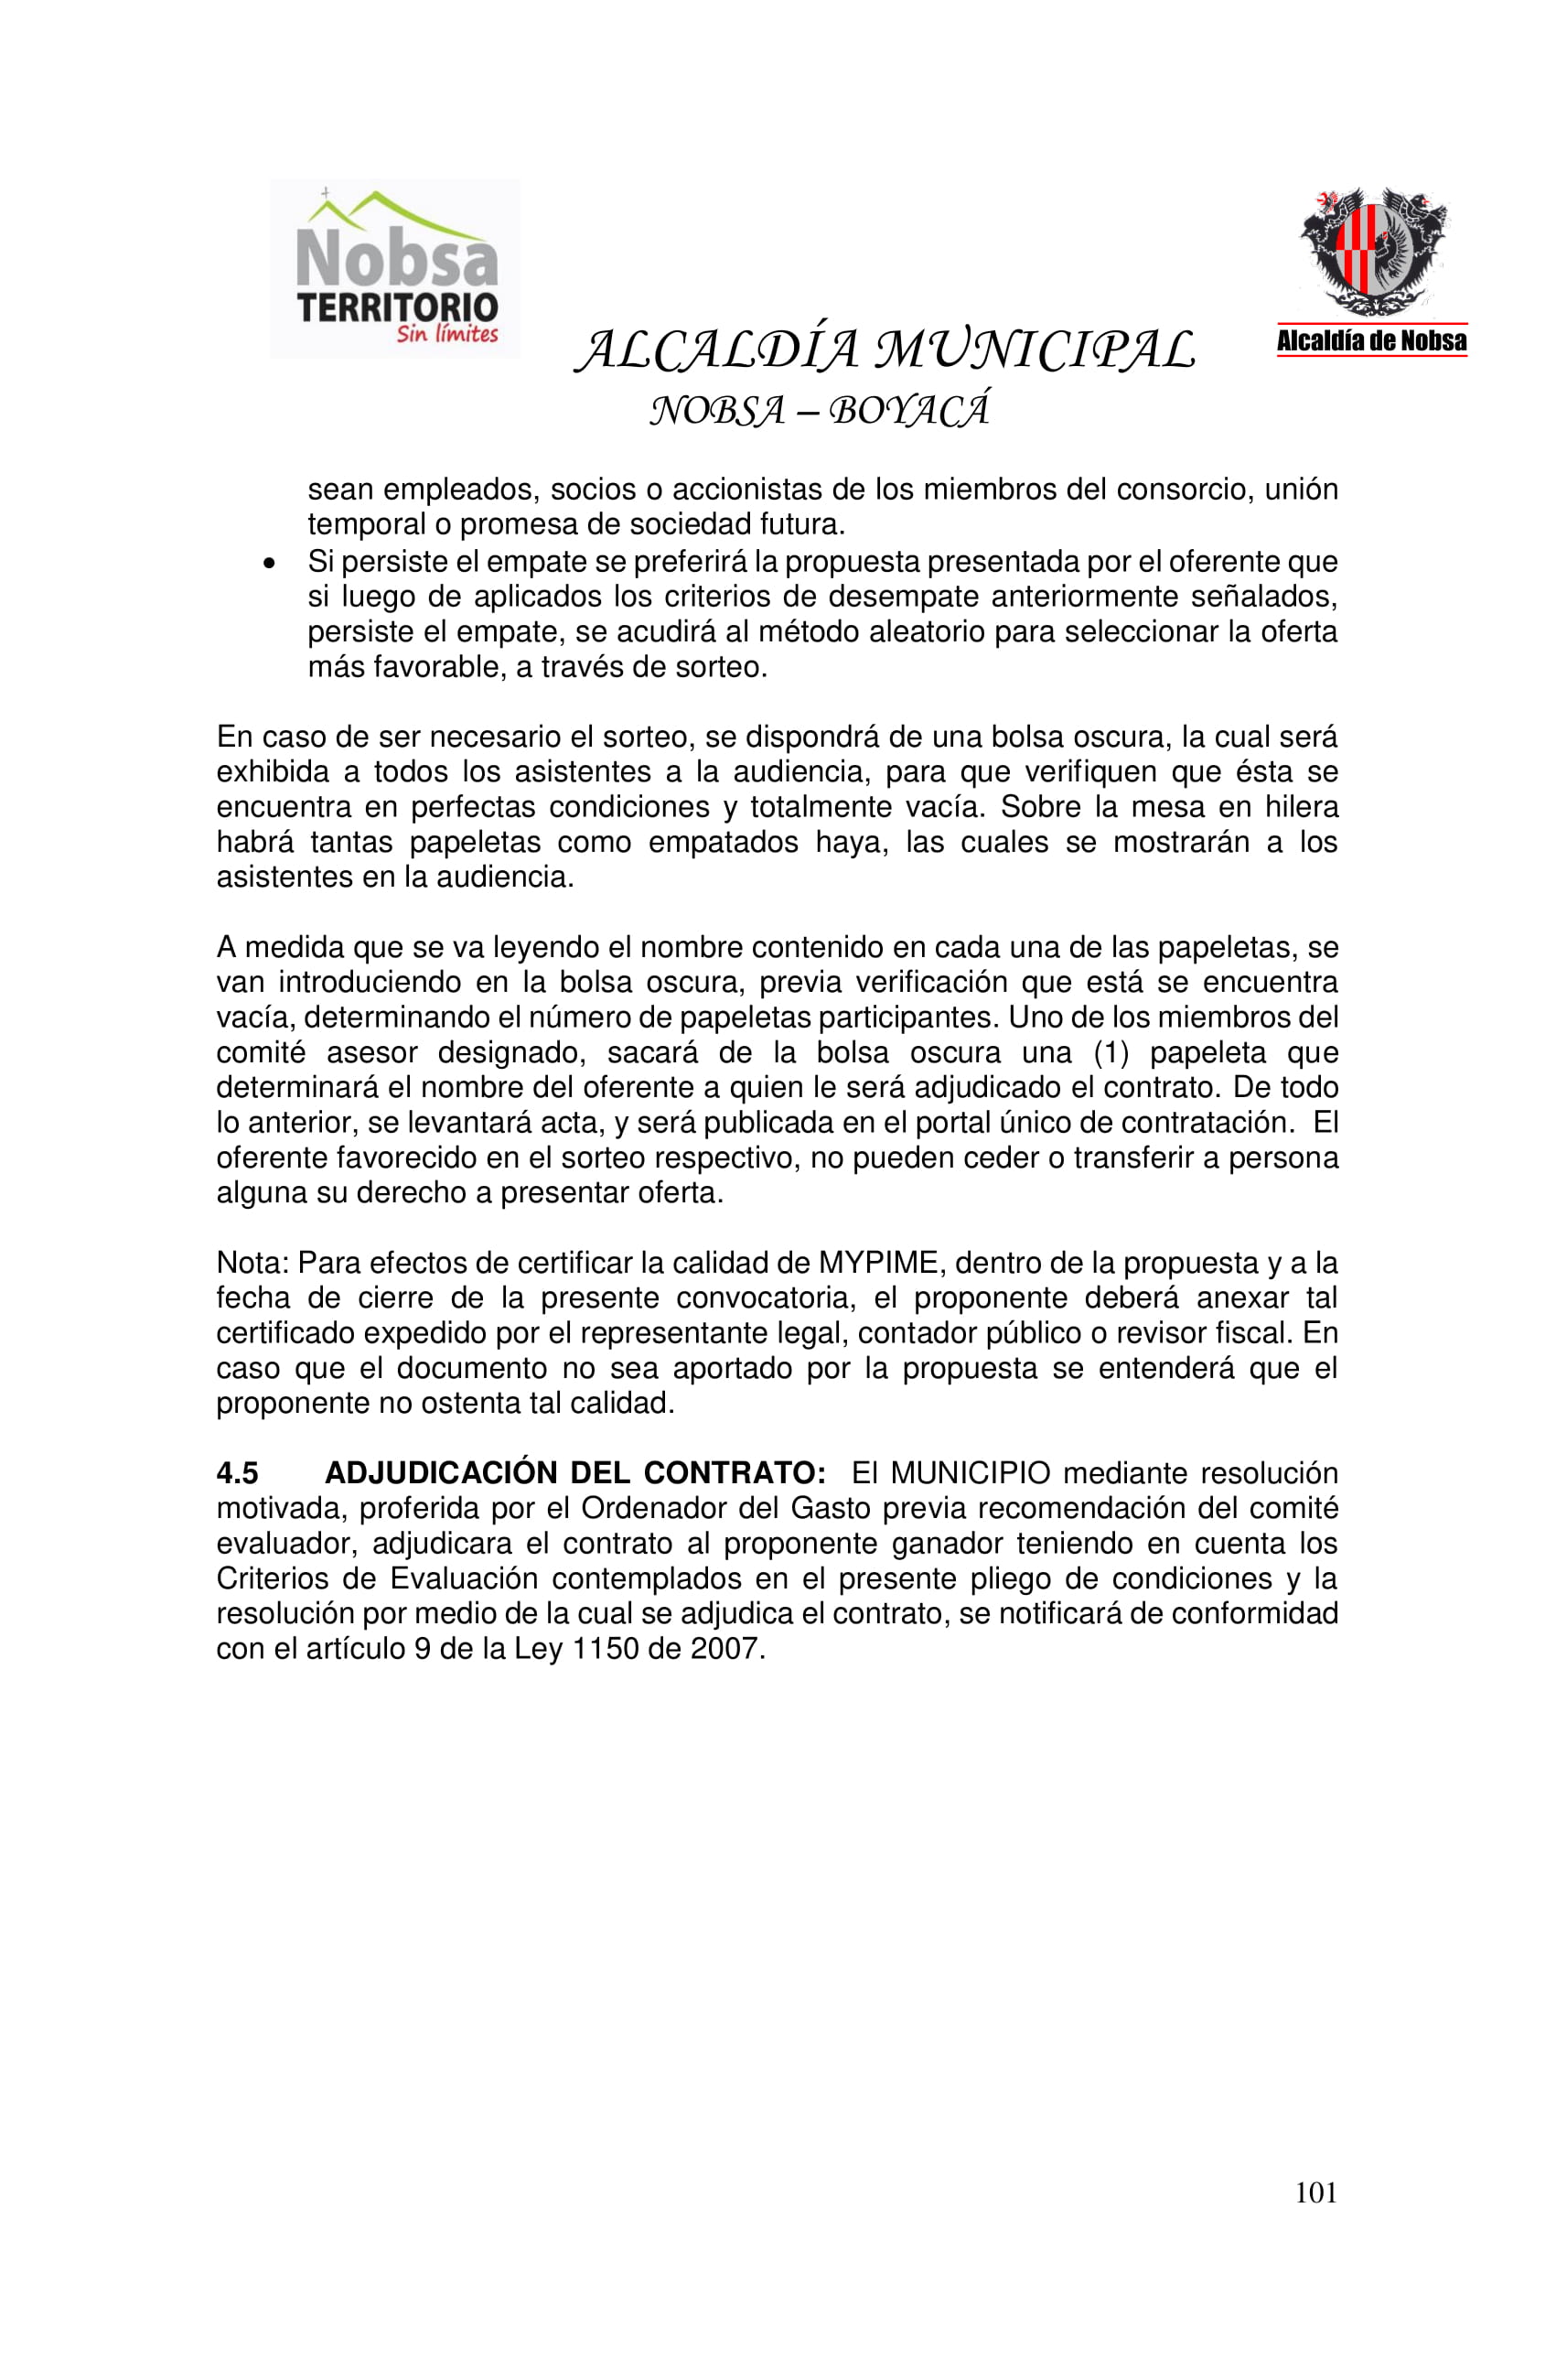 Nobsa
TERRITORIO
Sin límites
Alcaldía de Nobsa
ALCALDÍA MUNICIPAL
NOBSA – BOYACÁ
sean empleados, socios o accionistas de los miembros del consorcio, unión
temporal o promesa de sociedad futura.
• Si persiste el empate se preferirá la propuesta presentada por el oferente que
si luego de aplicados los criterios de desempate anteriormente señalados,
persiste el empate, se acudirá al método aleatorio para seleccionar la oferta
más favorable, a través de sorteo.
En caso de ser necesario el sorteo, se dispondrá de una bolsa oscura, la cual será
exhibida a todos los asistentes a la audiencia, para que verifiquen que ésta se
encuentra en perfectas condiciones y totalmente vacía. Sobre la mesa en hilera
habrá tantas papeletas como empatados haya, las cuales se mostrarán a los
asistentes en la audiencia.
A medida que se va leyendo el nombre contenido en cada una de las papeletas, se
van introduciendo en la bolsa oscura, previa verificación que está se encuentra
vacía, determinando el número de papeletas participantes. Uno de los miembros del
comité asesor designado, sacará de la bolsa oscura una (1) papeleta que
determinará el nombre del oferente a quien le será adjudicado el contrato. De todo
lo anterior, se levantará acta, y será publicada en el portal único de contratación. El
oferente favorecido en el sorteo respectivo, no pueden ceder o transferir a persona
alguna su derecho a presentar oferta.
Nota: Para efectos de certificar la calidad de MYPIME, dentro de la propuesta y a la
fecha de cierre de la presente convocatoria, el proponente deberá anexar tal
certificado expedido por el representante legal, contador público o revisor fiscal. En
caso que el documento no sea aportado por la propuesta se entenderá que el
proponente no ostenta tal calidad.
4.5 ADJUDICACIÓN DEL CONTRATO: El MUNICIPIO mediante resolución
motivada, proferida por el Ordenador del Gasto previa recomendación del comité
evaluador, adjudicara el contrato al proponente ganador teniendo en cuenta los
Criterios de Evaluación contemplados en el presente pliego de condiciones y la
resolución por medio de la cual se adjudica el contrato, se notificará de conformidad
con el artículo 9 de la Ley 1150 de 2007.
101